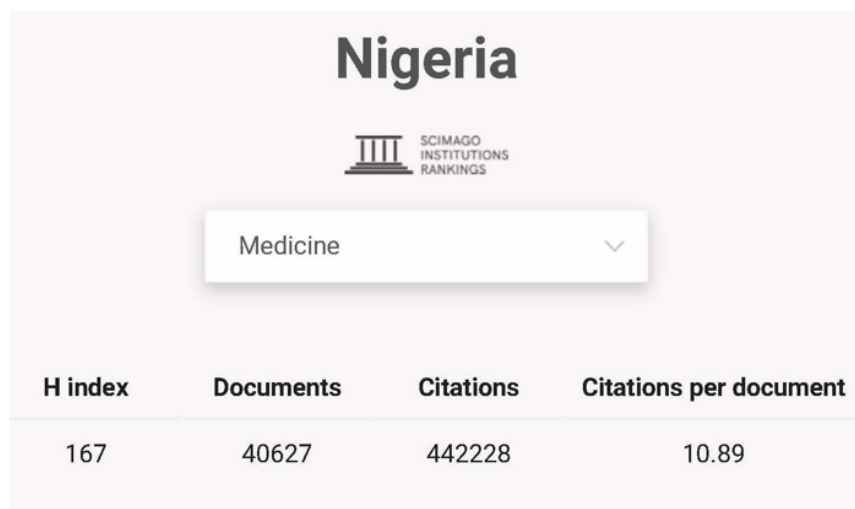 Nigeria
SCIMAGO
INSTITUTIONS
RANKINGS
Medicine
H index Documents Citations Citations per document
167 40627 442228 10.89